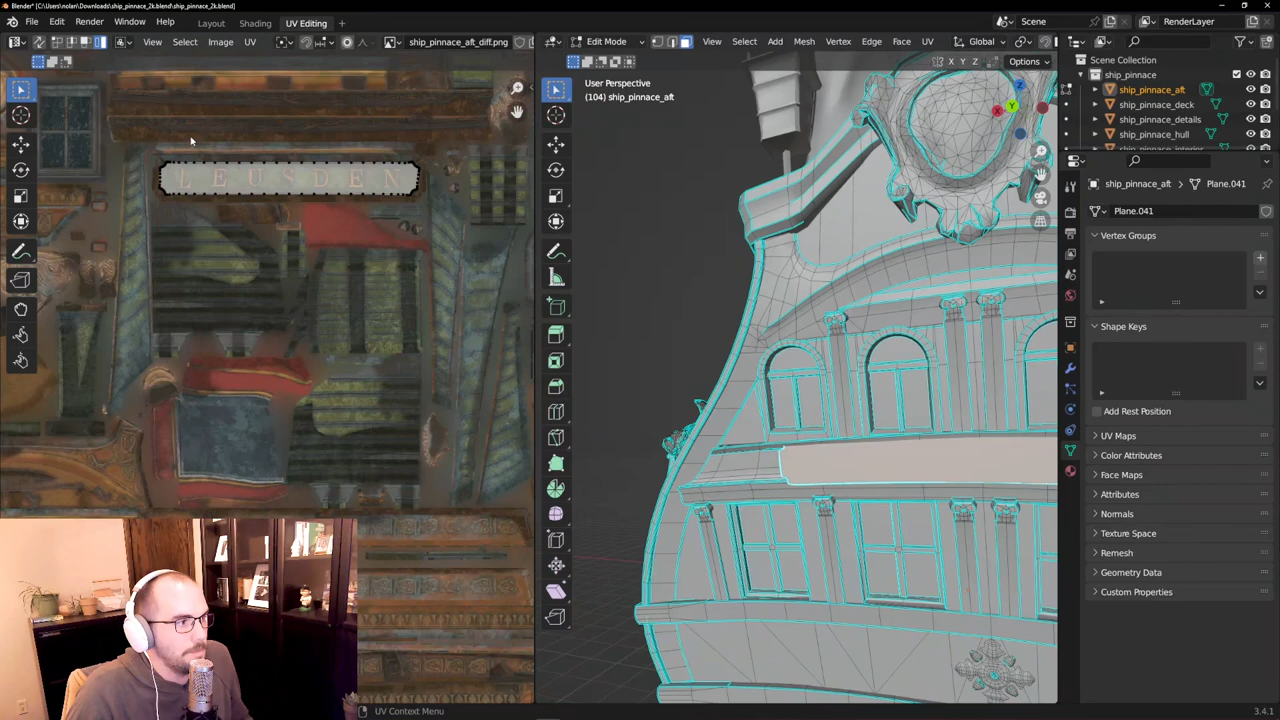 Blender* [C:\Users\nolan\Downloads\ship_pinnace_2k.blend\ship_pinnace_2k.blend]
File Edit Render Window Help Layout Shading UV Editing + Scene RenderLayer
View Select Image UV ship_pinnace_aft_diff.png Edit Mode View Select Add Mesh Vertex Edge Face UV Global
X Y Z Options
Scene Collection
ship_pinnace
ship_pinnace_aft
ship_pinnace_deck
ship_pinnace_details
ship_pinnace_hull
ship_pinnace_interior
User Perspective
(104) ship_pinnace_aft
X Y Z
LEUSDEN
ship_pinnace_aft > Plane.041
Plane.041
Vertex Groups
Shape Keys
Add Rest Position
UV Maps
Color Attributes
Face Maps
Attributes
Normals
Texture Space
Remesh
Geometry Data
Custom Properties
UV Context Menu
3.4.1